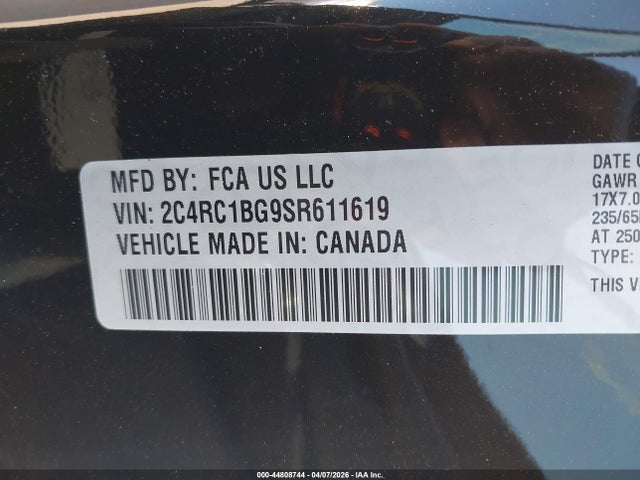 MFD BY: FCA US LLC
VIN: 2C4RC1BG9SR611619
VEHICLE MADE IN: CANADA
DATE
GAWR
17X7.0
235/65
AT 250
TYPE:
THIS
000-44808744 - 04/07/2026 - IAA Inc.